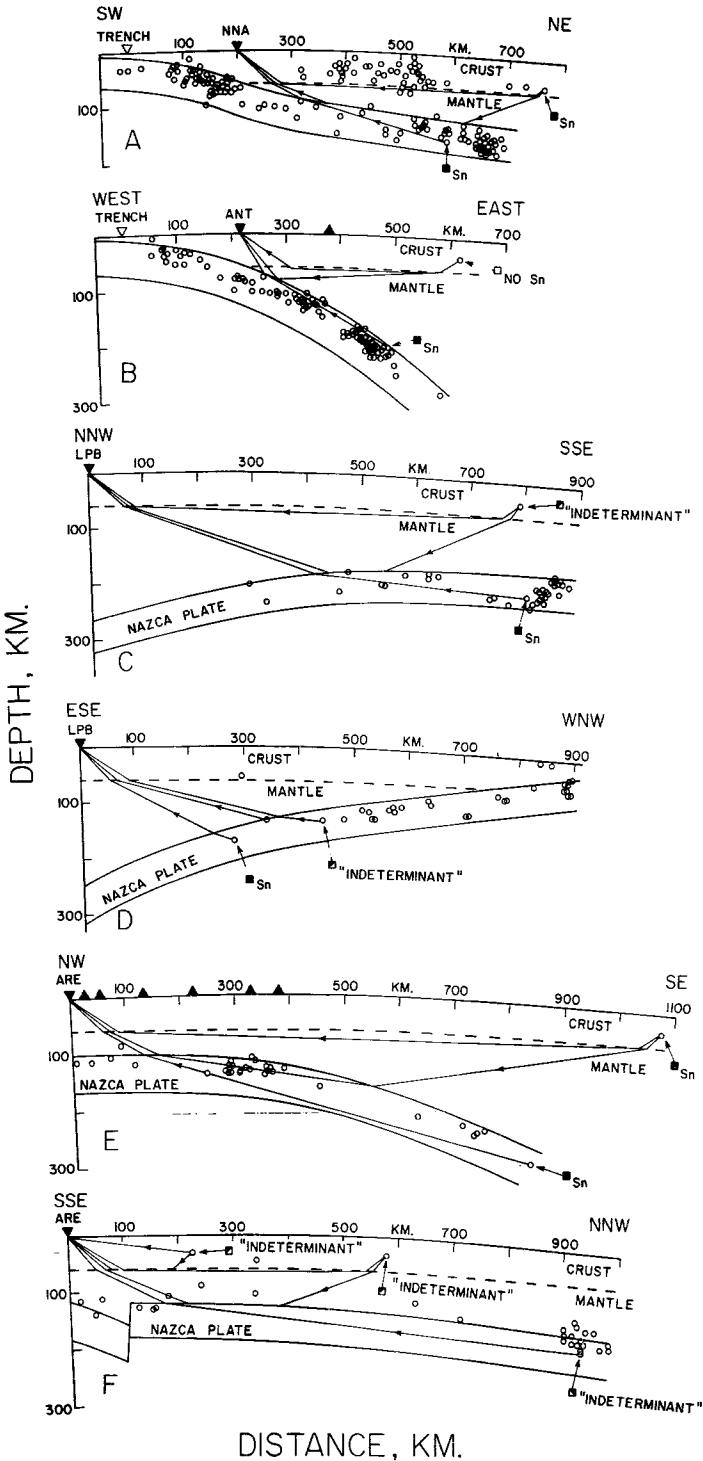 SW NE
TRENCH NNA
100 300 KM. 500 700
CRUST
MANTLE
100
Sn
Sn
A
WEST EAST
TRENCH ANT
100 300 KM. 500 700
CRUST
MANTLE
NO Sn
100
Sn
B
300
NNW SSE
LPB
100 300 KM. 500 700 900
CRUST
"INDETERMINANT"
MANTLE
100
NAZCA PLATE
Sn
300
C
DEPTH, KM.
ESE WNW
LPB
100 300 KM. 500 700 900
CRUST
MANTLE
100
"INDETERMINANT"
NAZCA PLATE
Sn
300
D
NW SE
ARE
100 300 KM. 500 700 900 1100
CRUST
MANTLE
100
Sn
NAZCA PLATE
E
300
Sn
SSE NNW
ARE
100 300 KM. 500 700 900
"INDETERMINANT"
CRUST
"INDETERMINANT"
MANTLE
100
NAZCA PLATE
F
"INDETERMINANT"
300
DISTANCE, KM.